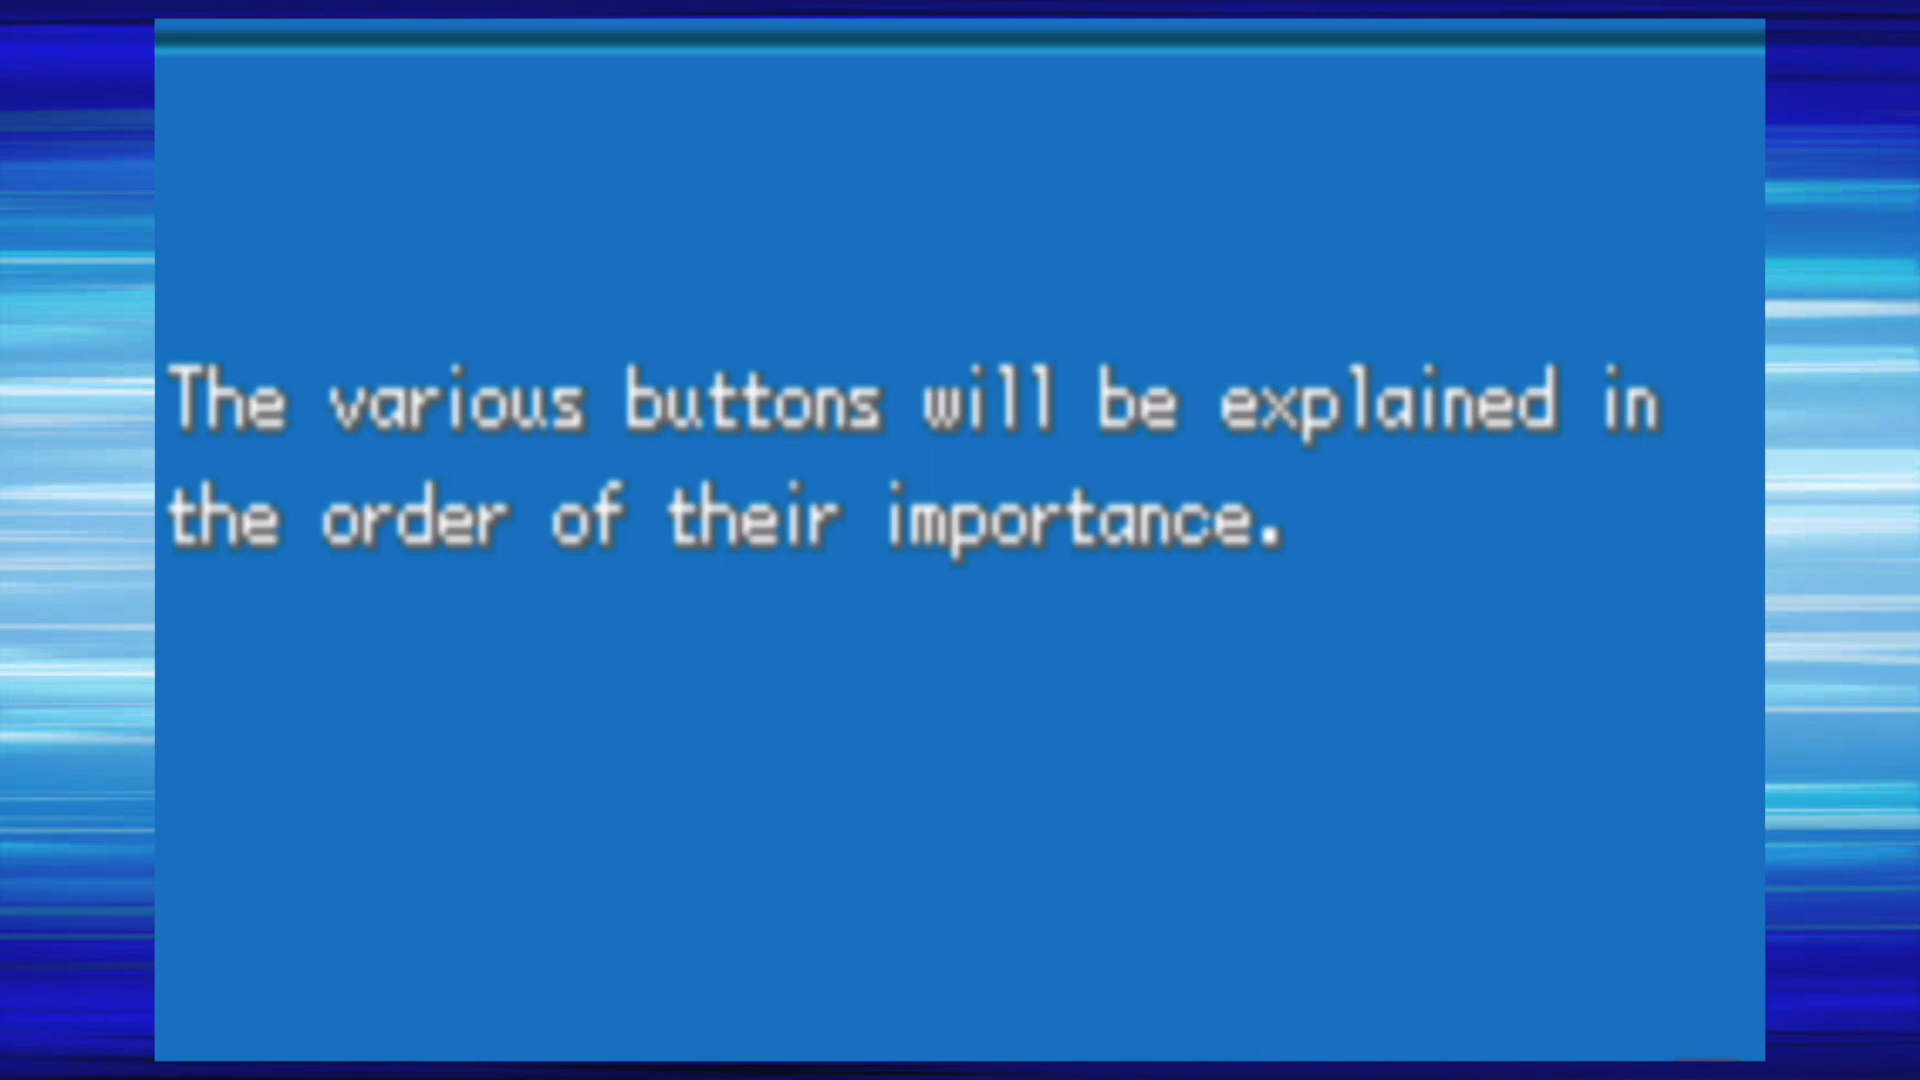 The various buttons will be explained in
the order of their importance.